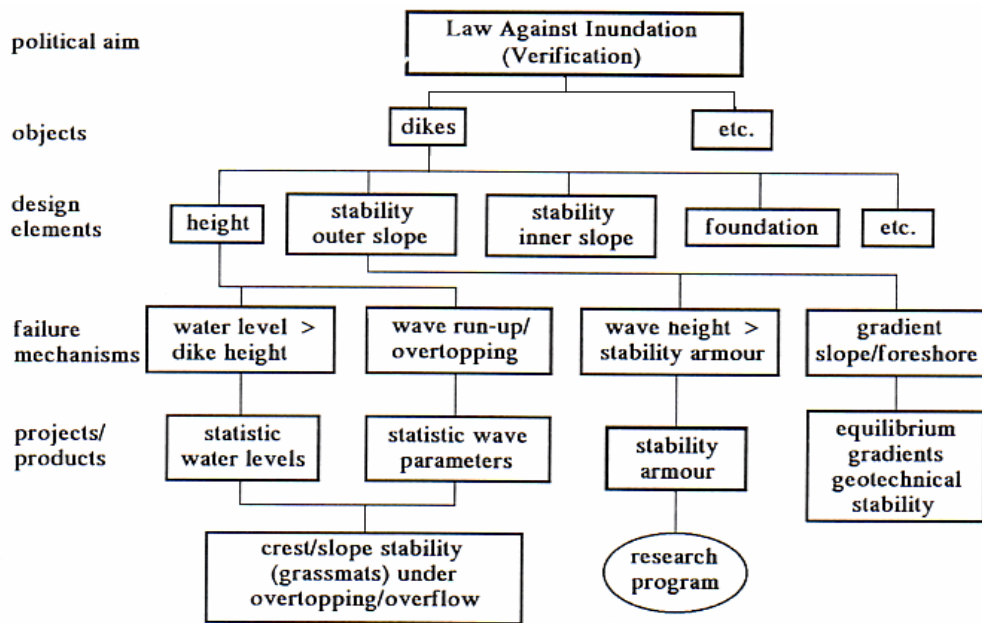 political aim
Law Against Inundation
(Verification)
objects
dikes
etc.
design
elements
height
stability
outer slope
stability
inner slope
foundation
etc.
failure
mechanisms
water level >
dike height
wave run-up/
overtopping
wave height >
stability armour
gradient
slope/foreshore
projects/
products
statistic
water levels
statistic wave
parameters
stability
armour
equilibrium
gradients
geotechnical
stability
crest/slope stability
(grassmats) under
overtopping/overflow
research
program